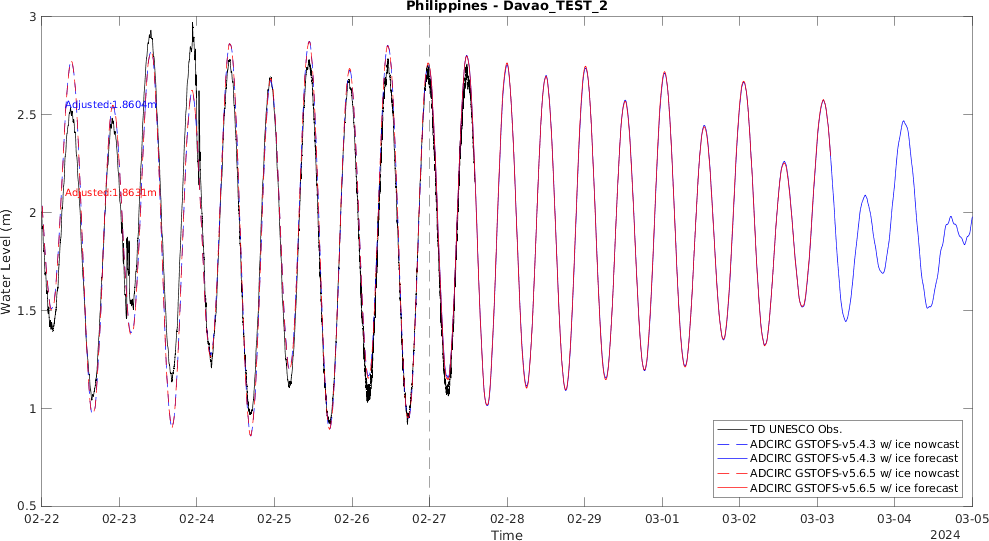 Philippines - Davao_TEST_2
3
2.5
2
1.5
1
0.5
Water Level (m)
Adjusted:1.8604m
Adjusted:1.8631m
TD UNESCO Obs.
ADCIRC GSTOFS-v5.4.3 w/ ice nowcast
ADCIRC GSTOFS-v5.4.3 w/ ice forecast
ADCIRC GSTOFS-v5.6.5 w/ ice nowcast
ADCIRC GSTOFS-v5.6.5 w/ ice forecast
02-22 02-23 02-24 02-25 02-26 02-27 02-28 02-29 03-01 03-02 03-03 03-04 03-05
Time
2024